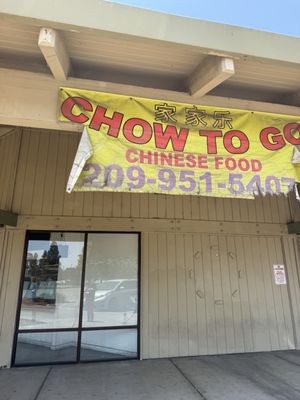 家家乐
CHOW TO GO
CHINESE FOOD
209-951-5407